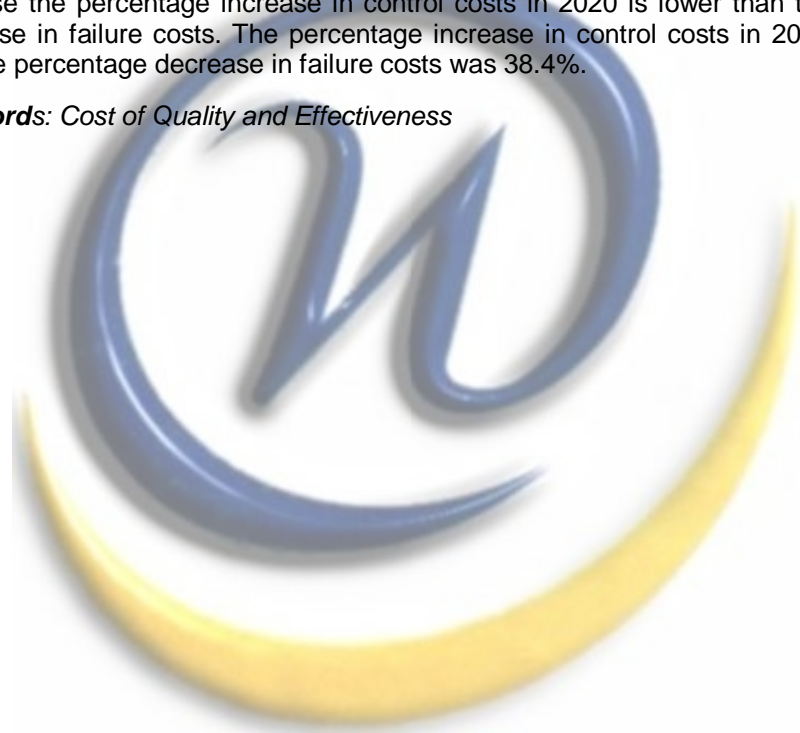 se the percentage increase in control costs in 2020 is lower than t
se in failure costs. The percentage increase in control costs in 20
e percentage decrease in failure costs was 38.4%.
ords: Cost of Quality and Effectiveness